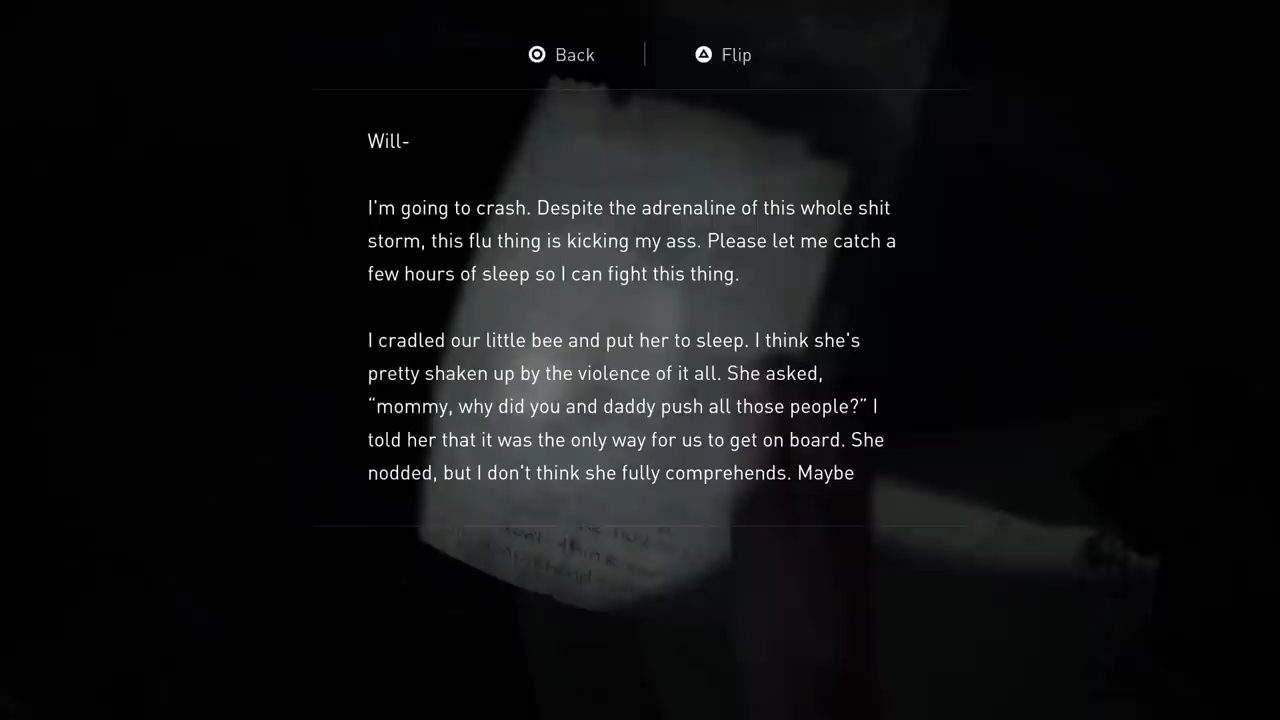 Back
Flip
Will-
I'm going to crash. Despite the adrenaline of this whole shit
storm, this flu thing is kicking my ass. Please let me catch a
few hours of sleep so I can fight this thing.
I cradled our little bee and put her to sleep. I think she's
pretty shaken up by the violence of it all. She asked,
“mommy, why did you and daddy push all those people?” I
told her that it was the only way for us to get on board. She
nodded, but I don't think she fully comprehends. Maybe
think